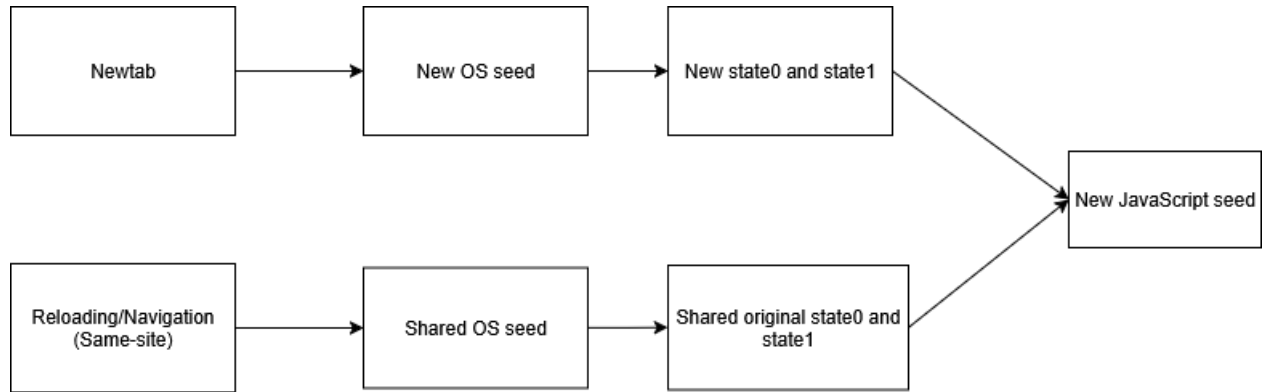 Newtab
New OS seed
New state0 and state1
New JavaScript seed
Reloading/Navigation
(Same-site)
Shared OS seed
Shared original state0 and
state1